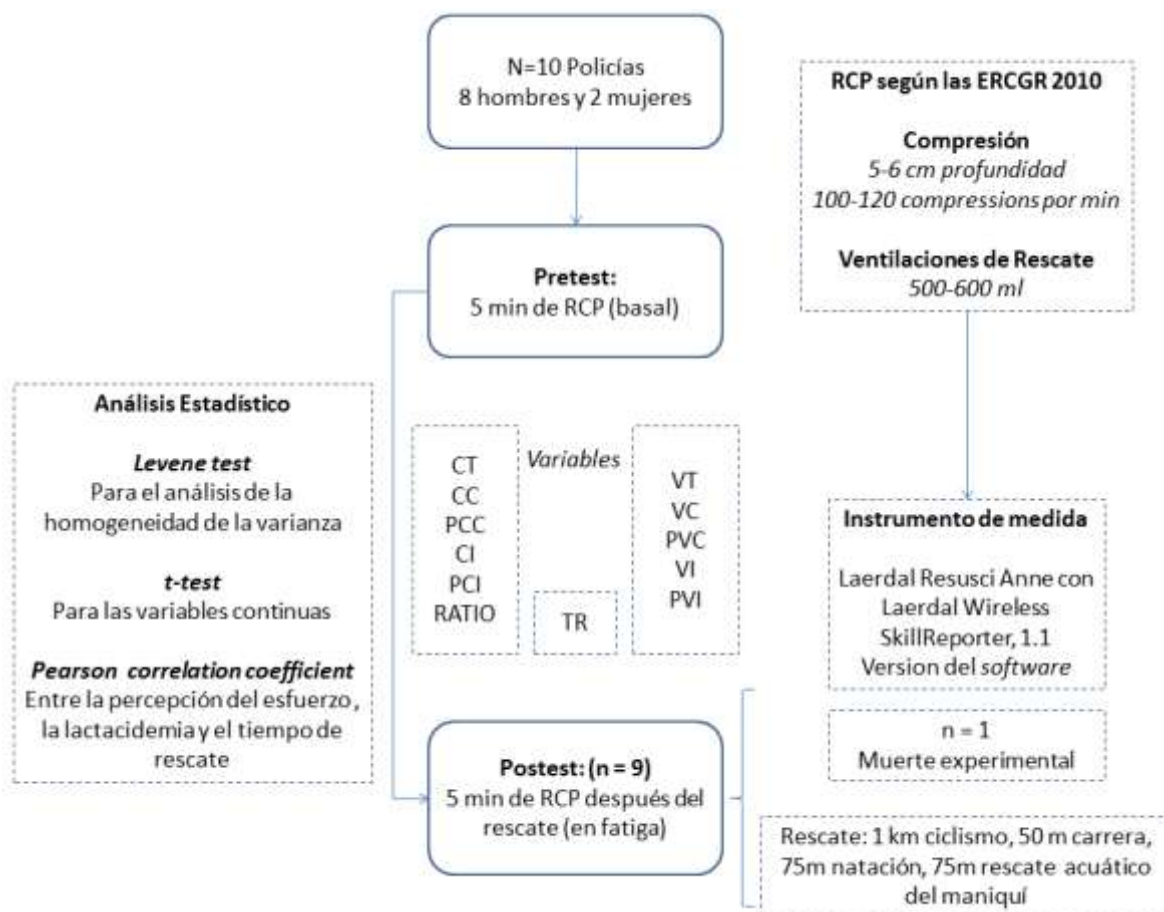 N=10 Policías
8 hombres y 2 mujeres
RCP según las ERCGR 2010
Compresión
5-6 cm profundidad
100-120 compressions por min
Ventilaciones de Rescate
500-600 ml
Pretest:
5 min de RCP (basal)
Análisis Estadístico
Levene test
Para el análisis de la
homogeneidad de la varianza
t-test
Para las variables continuas
Pearson correlation coefficient
Entre la percepción del esfuerzo,
la lactacidemia y el tiempo de
rescate
CT
CC
PCC
CI
PCI
RATIO
Variables
TR
VT
VC
PVC
VI
PVI
Instrumento de medida
Laerdal Resusci Anne con
Laerdal Wireless
SkillReporter, 1.1
Version del software
n = 1
Muerte experimental
Postest: (n = 9)
5 min de RCP después del
rescate (en fatiga)
Rescate: 1 km ciclismo, 50 m carrera,
75m natación, 75m rescate acuático
del maniquí